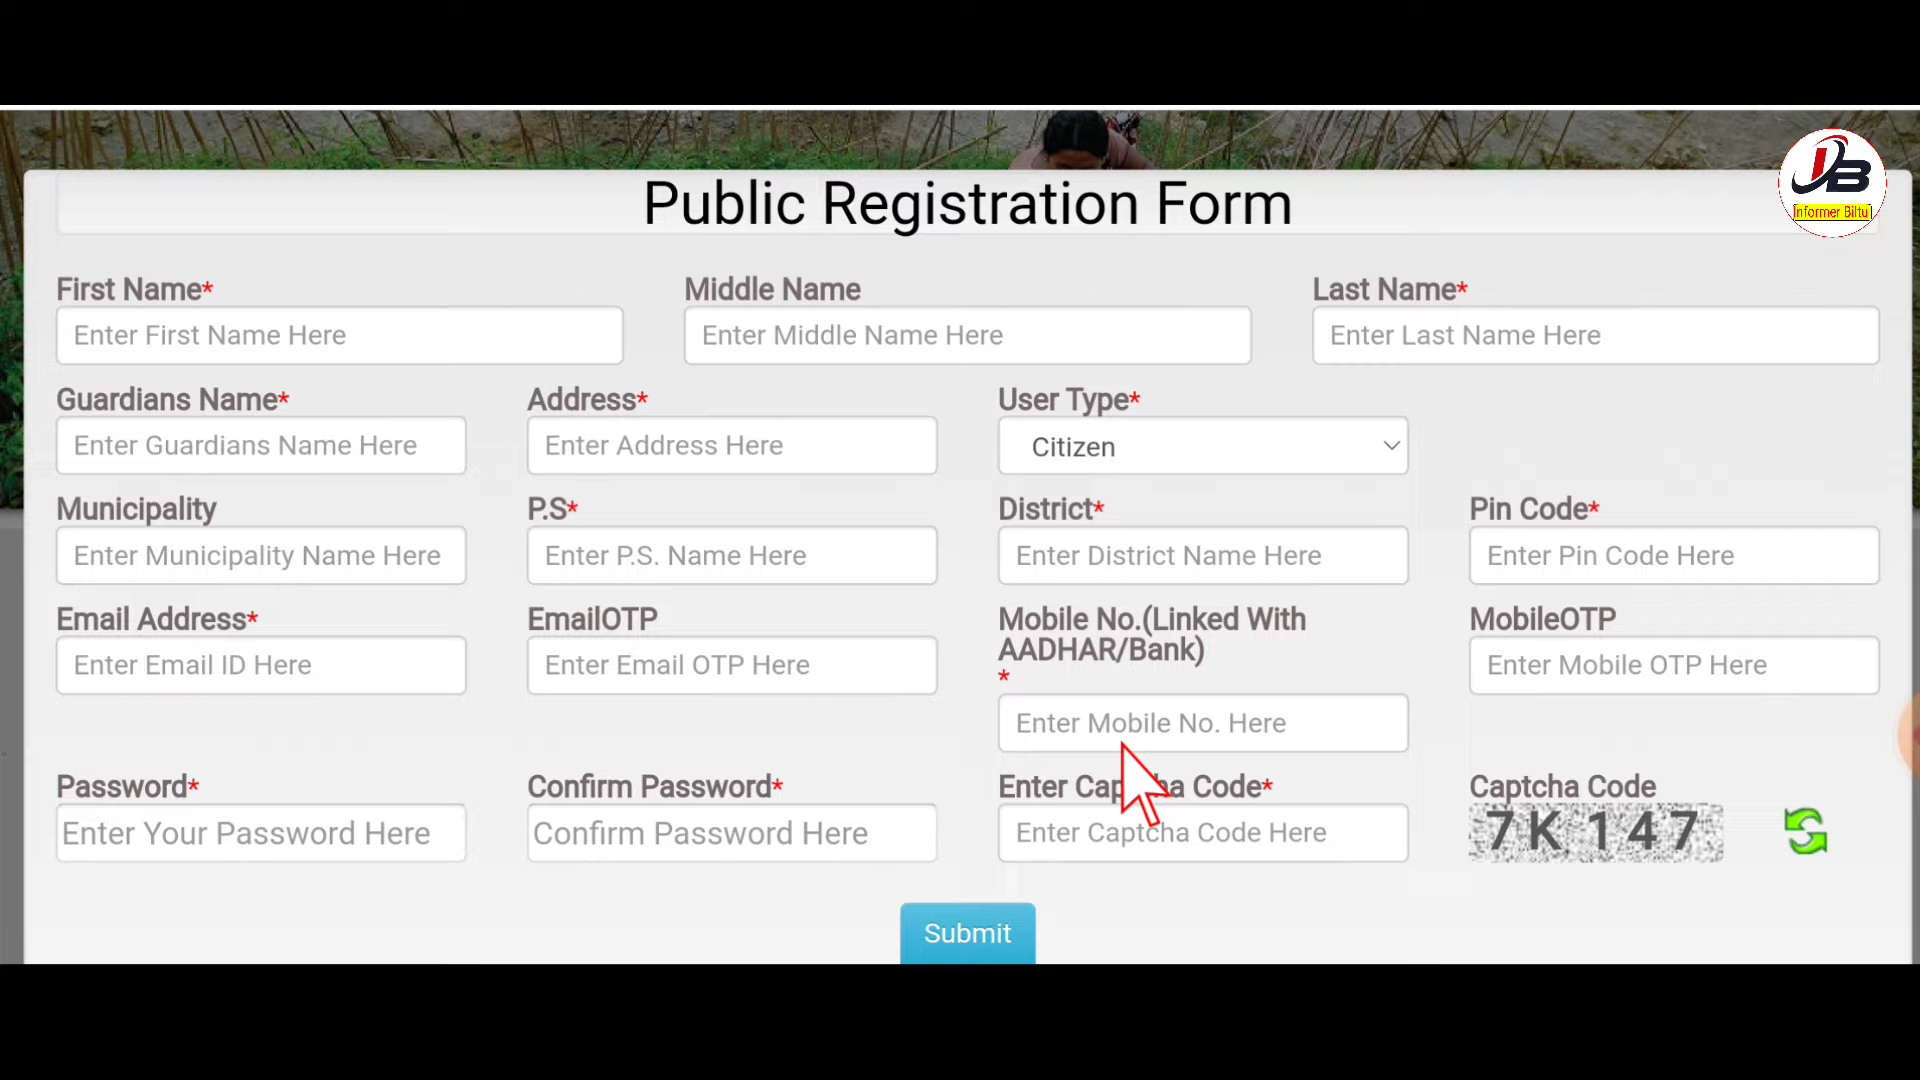 Public Registration Form
Informer Biltu
First Name*
Middle Name
Last Name*
Enter First Name Here
Enter Middle Name Here
Enter Last Name Here
Guardians Name*
Address*
User Type*
Enter Guardians Name Here
Enter Address Here
Citizen
Municipality
P.S*
District*
Pin Code*
Enter Municipality Name Here
Enter P.S. Name Here
Enter District Name Here
Enter Pin Code Here
Email Address*
EmailOTP
Mobile No.(Linked With
AADHAR/Bank)
*
MobileOTP
Enter Email ID Here
Enter Email OTP Here
Enter Mobile No. Here
Enter Mobile OTP Here
Password*
Confirm Password*
Enter Captcha Code*
Captcha Code
Enter Your Password Here
Confirm Password Here
Enter Captcha Code Here
7K 147
Submit